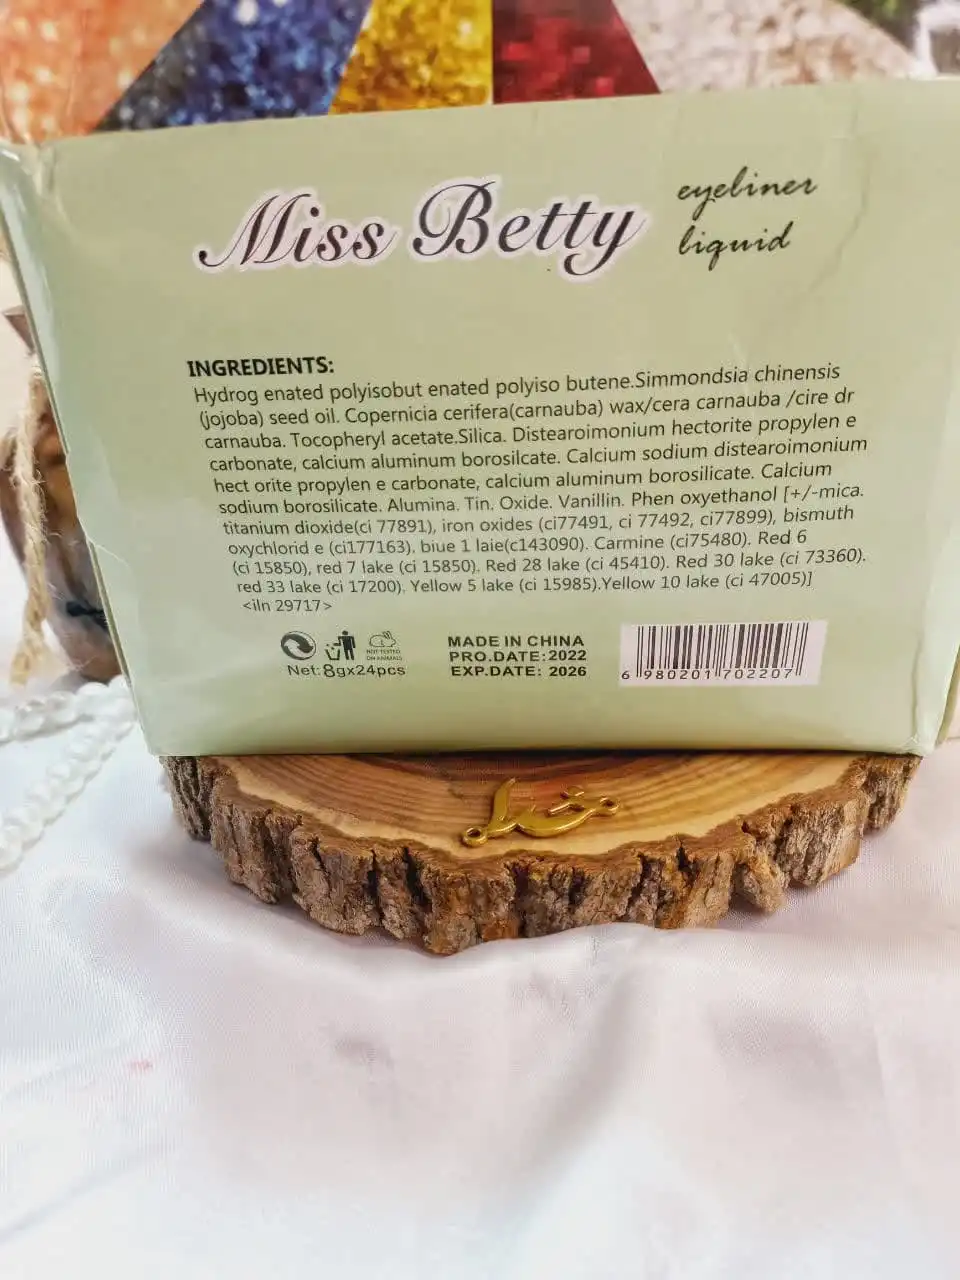 Miss Betty
eyeliner
liquid
INGREDIENTS:
Hydrog enated polyisobut enated polyiso butene.Simmondsia chinensis
(jojoba) seed oil. Copernicia cerifera(carnauba) wax/cera carnauba /cire dr
carnauba. Tocopheryl acetate.Silica. Distearoimonium hectorite propylen e
carbonate, calcium aluminum borosilcate. Calcium sodium distearoimonium
hect orite propylen e carbonate, calcium aluminum borosilicate. Calcium
sodium borosilicate. Alumina. Tin. Oxide. Vanillin. Phen oxyethanol [+/-mica.
titanium dioxide(ci 77891), iron oxides (ci77491, ci 77492, ci77899), bismuth
oxychlorid e (ci177163), biue 1 laie(c143090). Carmine (ci75480). Red 6
(ci 15850), red 7 lake (ci 15850). Red 28 lake (ci 45410). Red 30 lake (ci 73360).
red 33 lake (ci 17200). Yellow 5 lake (ci 15985).Yellow 10 lake (ci 47005)]
<iln 29717>
NOT TESTED
ON ANIMALS
Net:8gx24pcs
MADE IN CHINA
PRO.DATE:2022
EXP.DATE: 2026
6 980201 702207
خدا